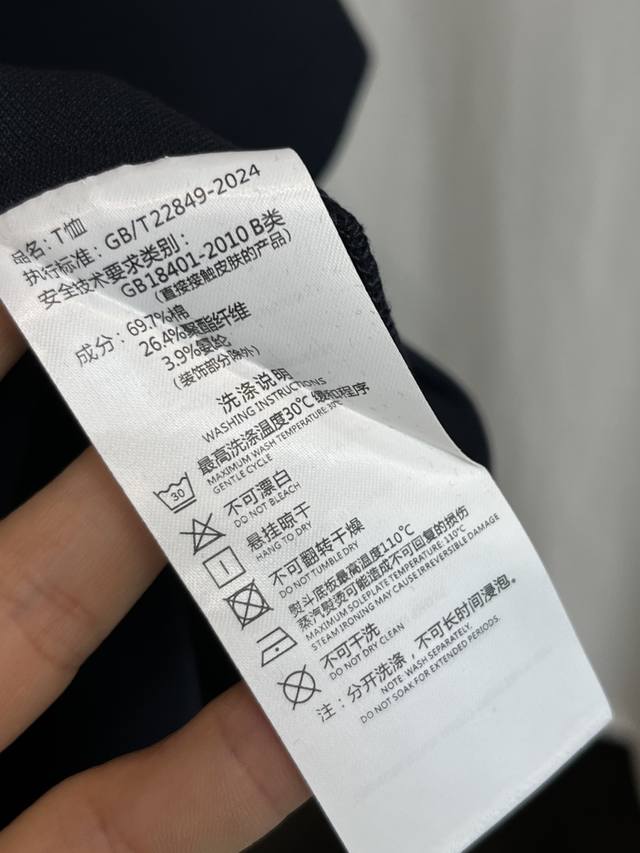 品名: T恤
执行标准: GB/T22849-2024
安全技术要求类别:
GB18401-2010 B类
(直接接触皮肤的产品)
成分: 69.7%棉
26.4%聚酯纤维
3.9%氨纶
(装饰部分除外)
洗涤说明
WASHING INSTRUCTIONS
最高洗涤温度30℃ 缓和程序
MAXIMUM WASH TEMPERATURE: 30℃
GENTLE CYCLE
30
不可漂白
DO NOT BLEACH
悬挂晾干
HANG TO DRY
不可翻转干燥
DO NOT TUMBLE DRY
熨斗底板最高温度110℃
蒸汽熨烫可能造成不可回复的损伤
MAXIMUM SOLEPLATE TEMPERATURE: 110℃
STEAM IRONING MAY CAUSE IRREVERSIBLE DAMAGE
不可干洗
DO NOT DRY CLEAN
注: 分开洗涤，不可长时间浸泡。
NOTE: WASH SEPARATELY.
DO NOT SOAK FOR EXTENDED PERIODS.